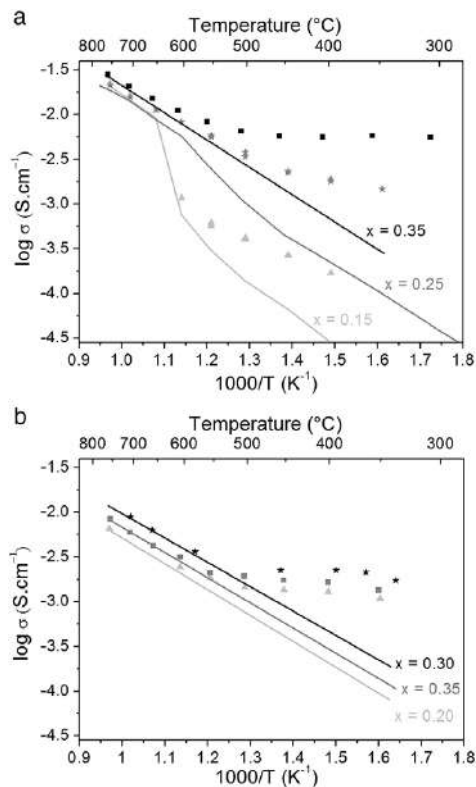 a
Temperature (°C)
800 700 600 500 400 300
-1.5
-2.0
-2.5
-3.0
-3.5
-4.0
-4.5
log σ (S.cm⁻¹)
x = 0.35
x = 0.25
x = 0.15
0.9 1.0 1.1 1.2 1.3 1.4 1.5 1.6 1.7 1.8
1000/T (K⁻¹)
b
Temperature (°C)
800 700 600 500 400 300
-1.5
-2.0
-2.5
-3.0
-3.5
-4.0
-4.5
log σ (S.cm⁻¹)
x = 0.30
x = 0.35
x = 0.20
0.9 1.0 1.1 1.2 1.3 1.4 1.5 1.6 1.7 1.8
1000/T (K⁻¹)